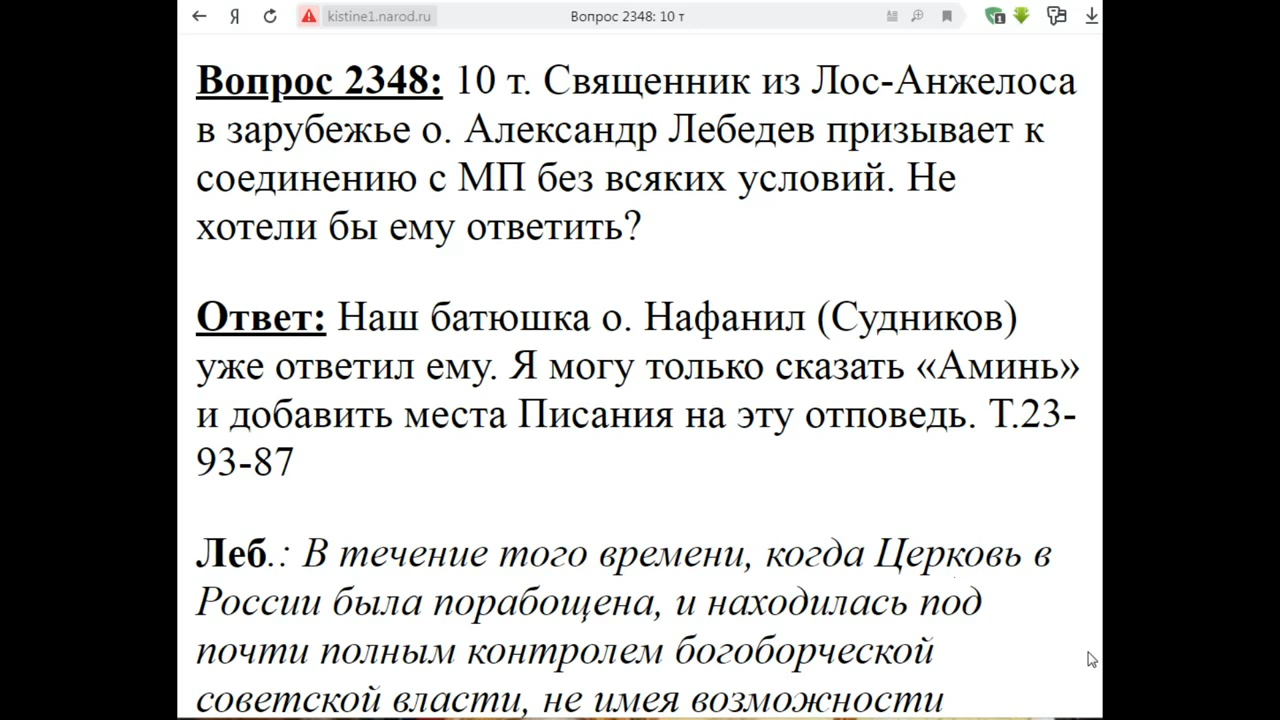 Я kistine1.narod.ru Вопрос 2348: 10 т 1
Вопрос 2348: 10 т. Священник из Лос-Анжелоса
в зарубежье о. Александр Лебедев призывает к
соединению с МП без всяких условий. Не
хотели бы ему ответить?
Ответ: Наш батюшка о. Нафанил (Судников)
уже ответил ему. Я могу только сказать «Аминь»
и добавить места Писания на эту отповедь. Т.23-
93-87
Леб.: В течение того времени, когда Церковь в
России была порабощена, и находилась под
почти полным контролем богоборческой
советской власти, не имея возможности